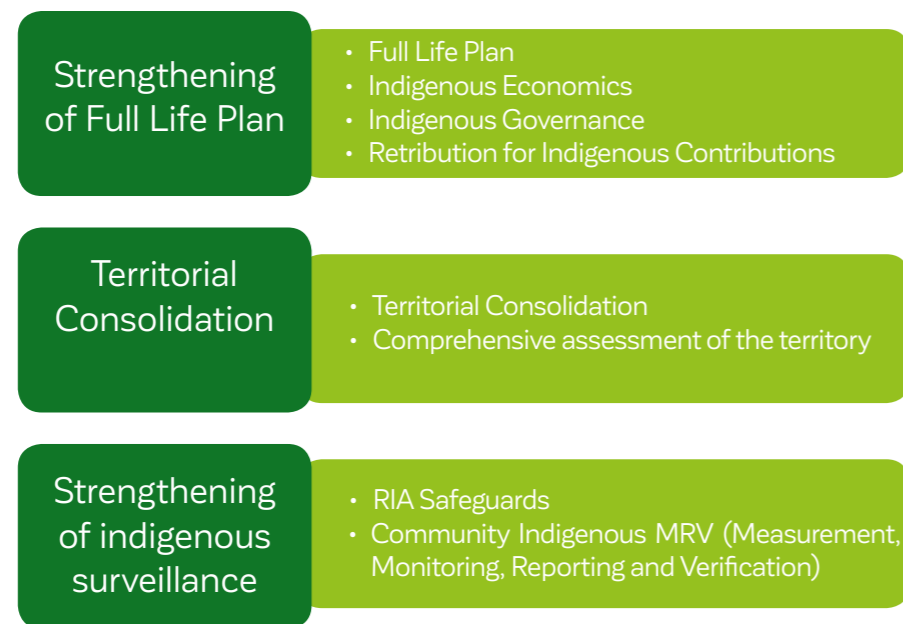 Strengthening
of Full Life Plan
• Full Life Plan
• Indigenous Economics
• Indigenous Governance
• Retribution for Indigenous Contributions
Territorial
Consolidation
• Territorial Consolidation
• Comprehensive assessment of the territory
Strengthening
of indigenous
surveillance
• RIA Safeguards
• Community Indigenous MRV (Measurement,
Monitoring, Reporting and Verification)